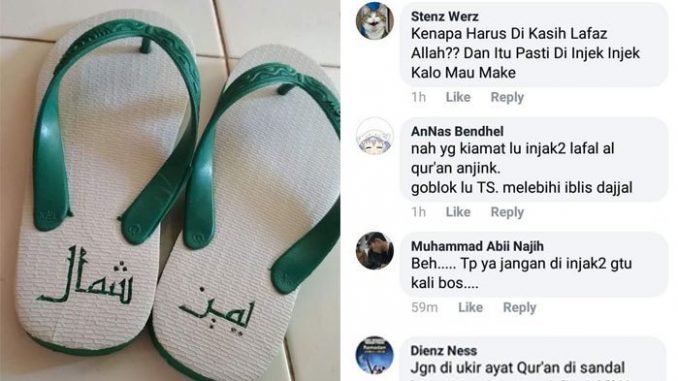 شمال
يمين
Stenz Werz
Kenapa Harus Di Kasih Lafaz
Allah?? Dan Itu Pasti Di Injek Injek
Kalo Mau Make
1h Like Reply
AnNas Bendhel
nah yg kiamat lu injak2 lafal al
qur'an anjink.
goblok lu TS. melebihi iblis dajjal
1h Like Reply
Muhammad Abii Najih
Beh..... Tp ya jangan di injak2 gtu
kali bos....
59m Like Reply
Dienz Ness
Jgn di ukir ayat Qur'an di sandal